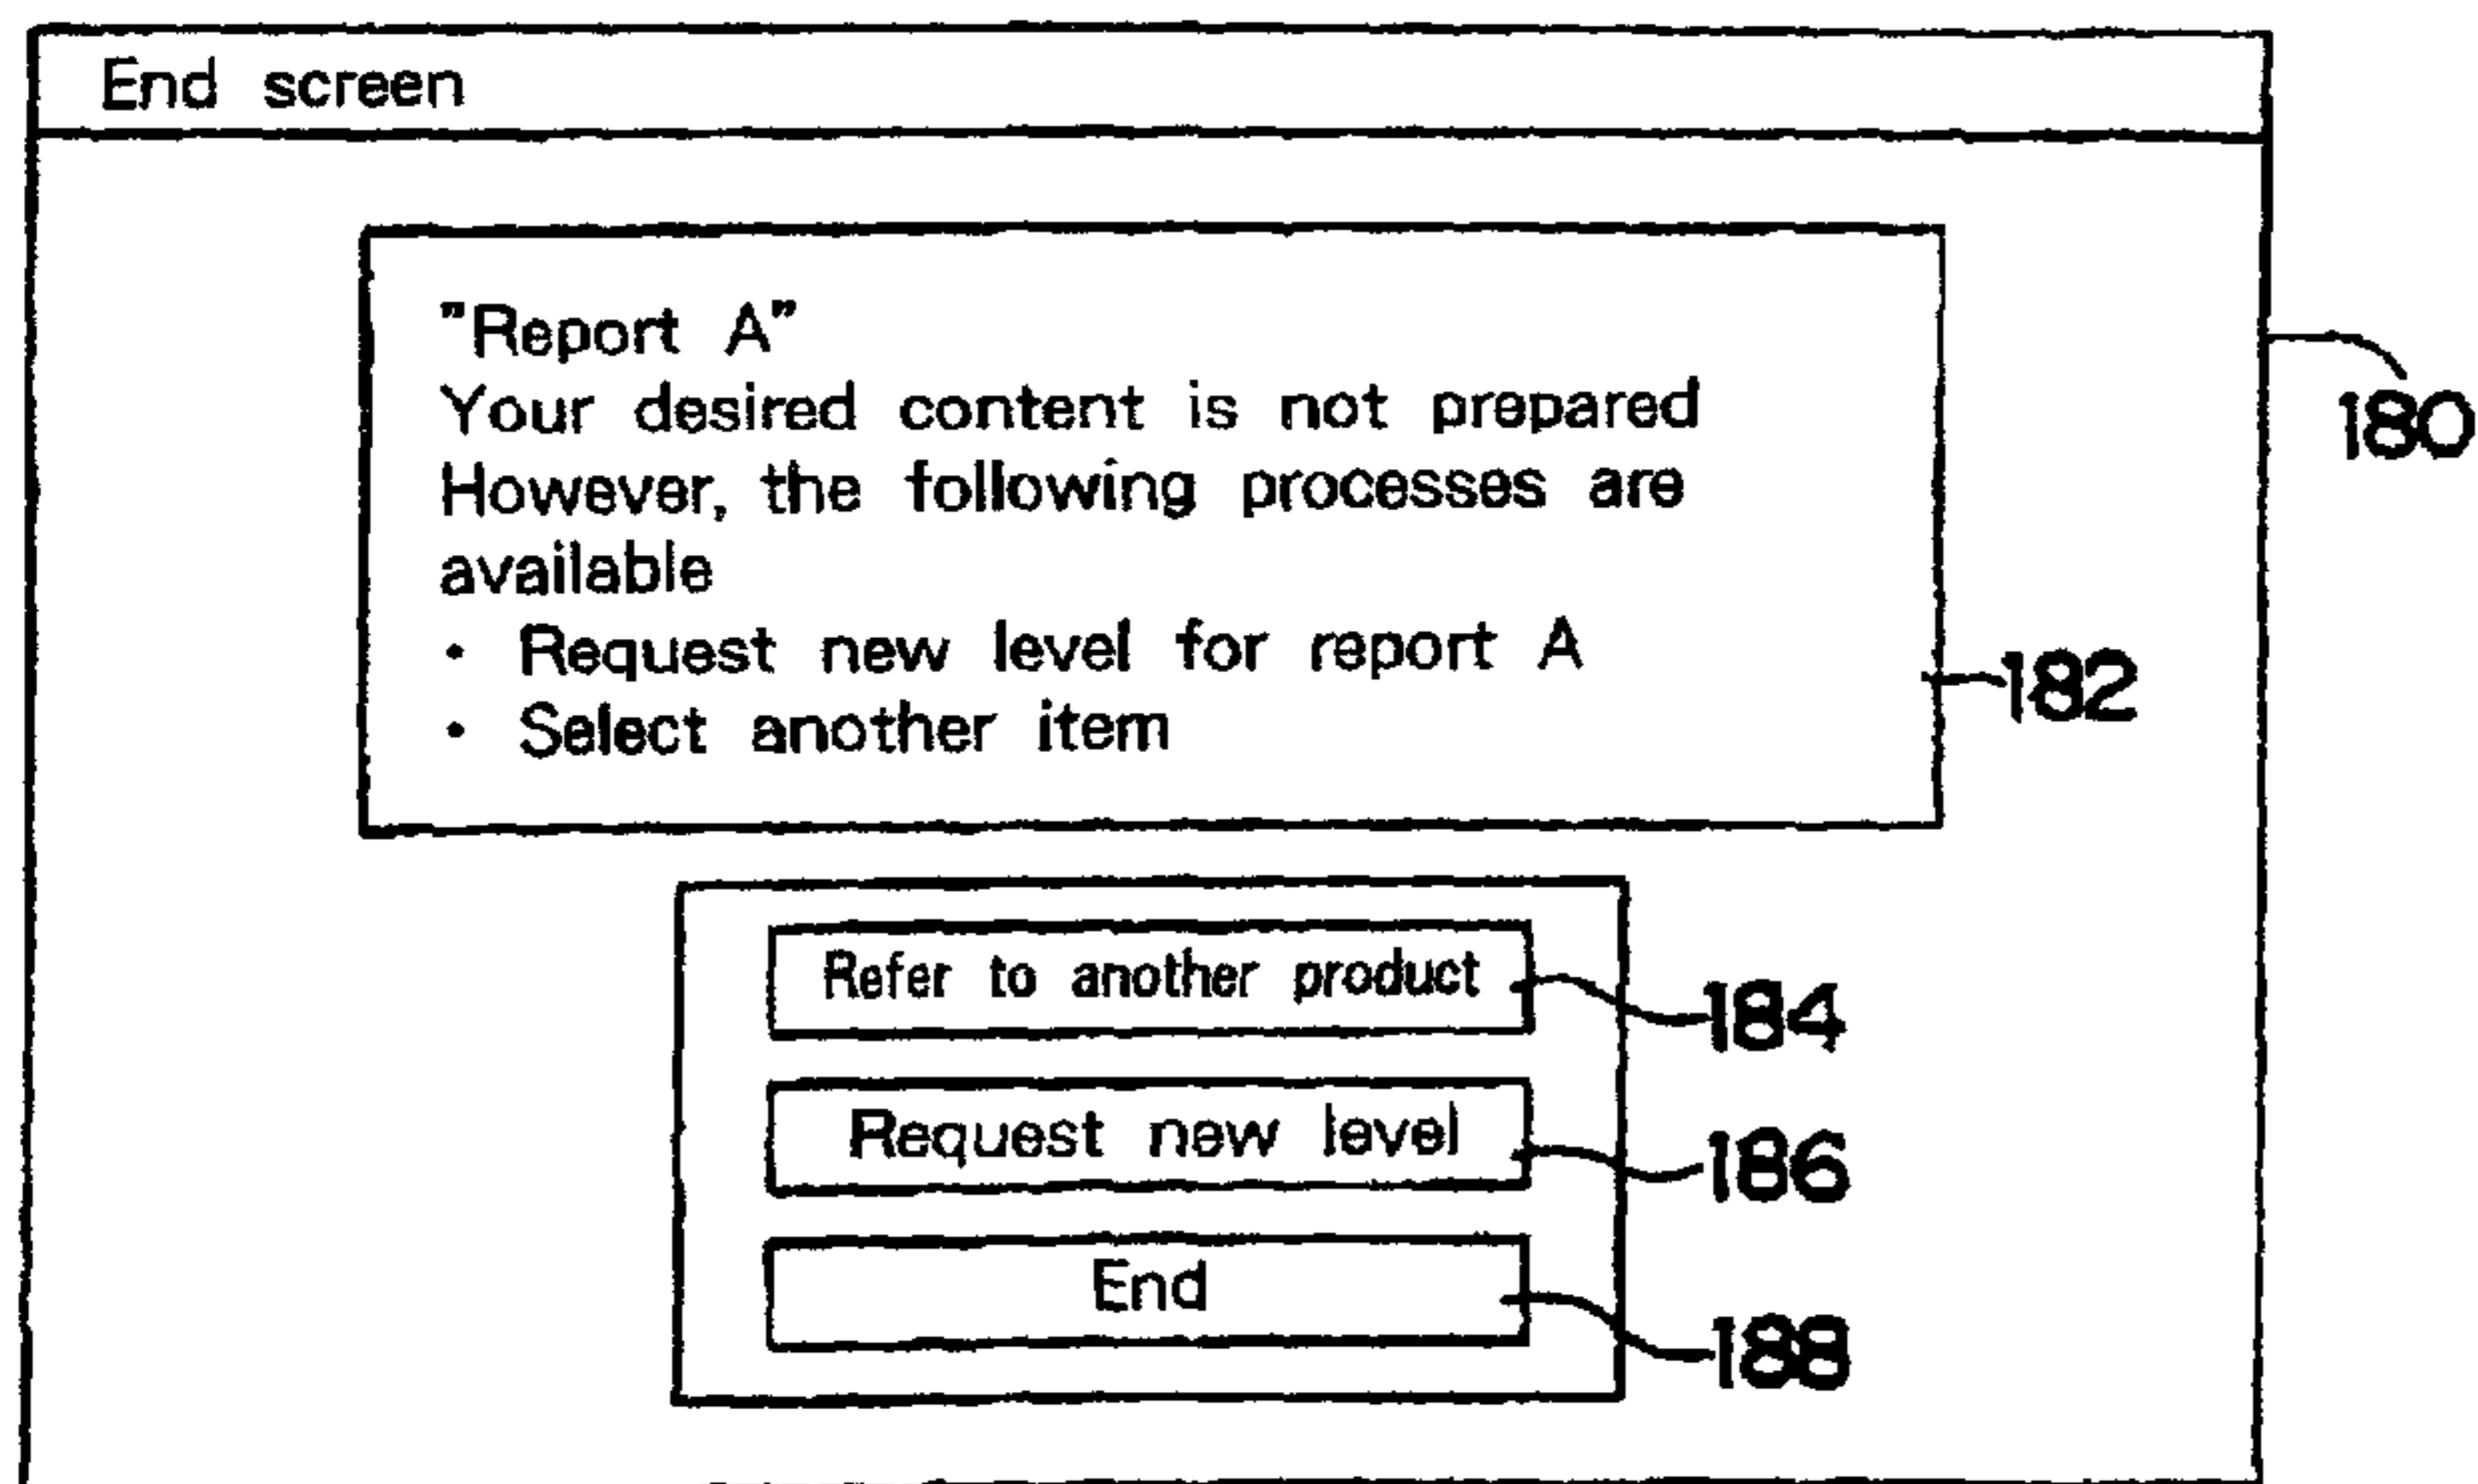 End screen
"Report A"
Your desired content is not prepared
However, the following processes are
available
• Request new level for report A
• Select another item
180
182
Refer to another product
184
Request new level
186
End
188